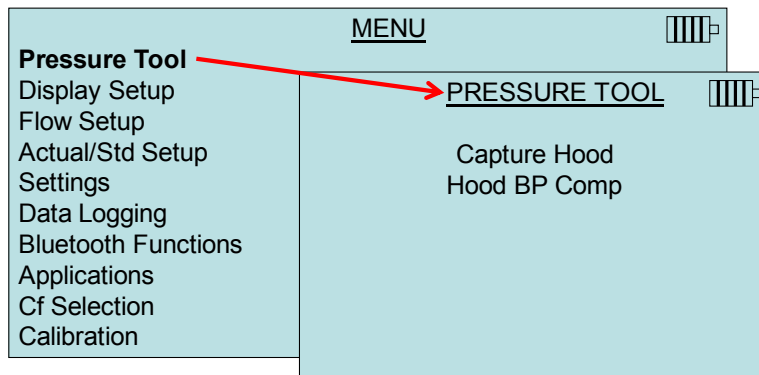 MENU
Pressure Tool
Display Setup
Flow Setup
Actual/Std Setup
Settings
Data Logging
Bluetooth Functions
Applications
Cf Selection
Calibration
PRESSURE TOOL
Capture Hood
Hood BP Comp